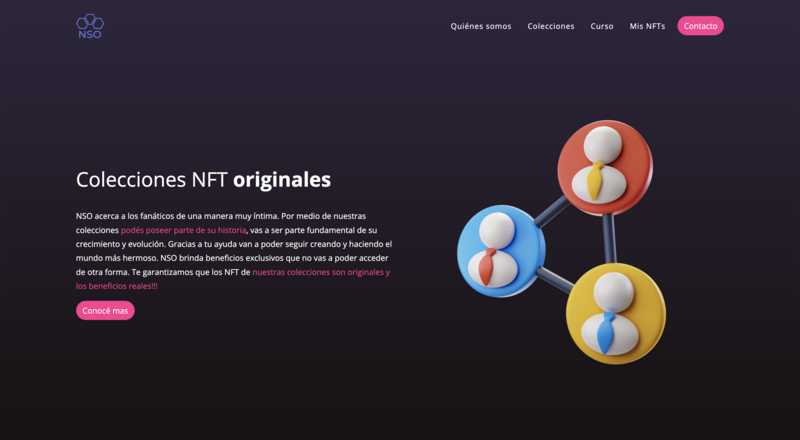 NSO
Quiénes somos
Colecciones
Curso
Mis NFTs
Contacto
Colecciones NFT originales
NSO acerca a los fanáticos de una manera muy íntima. Por medio de nuestras
colecciones podés poseer parte de su historia, vas a ser parte fundamental de su
crecimiento y evolución. Gracias a tu ayuda van a poder seguir creando y haciendo el
mundo más hermoso. NSO brinda beneficios exclusivos que no vas a poder acceder
de otra forma. Te garantizamos que los NFT de nuestras colecciones son originales y
los beneficios reales!!!
Conocé mas